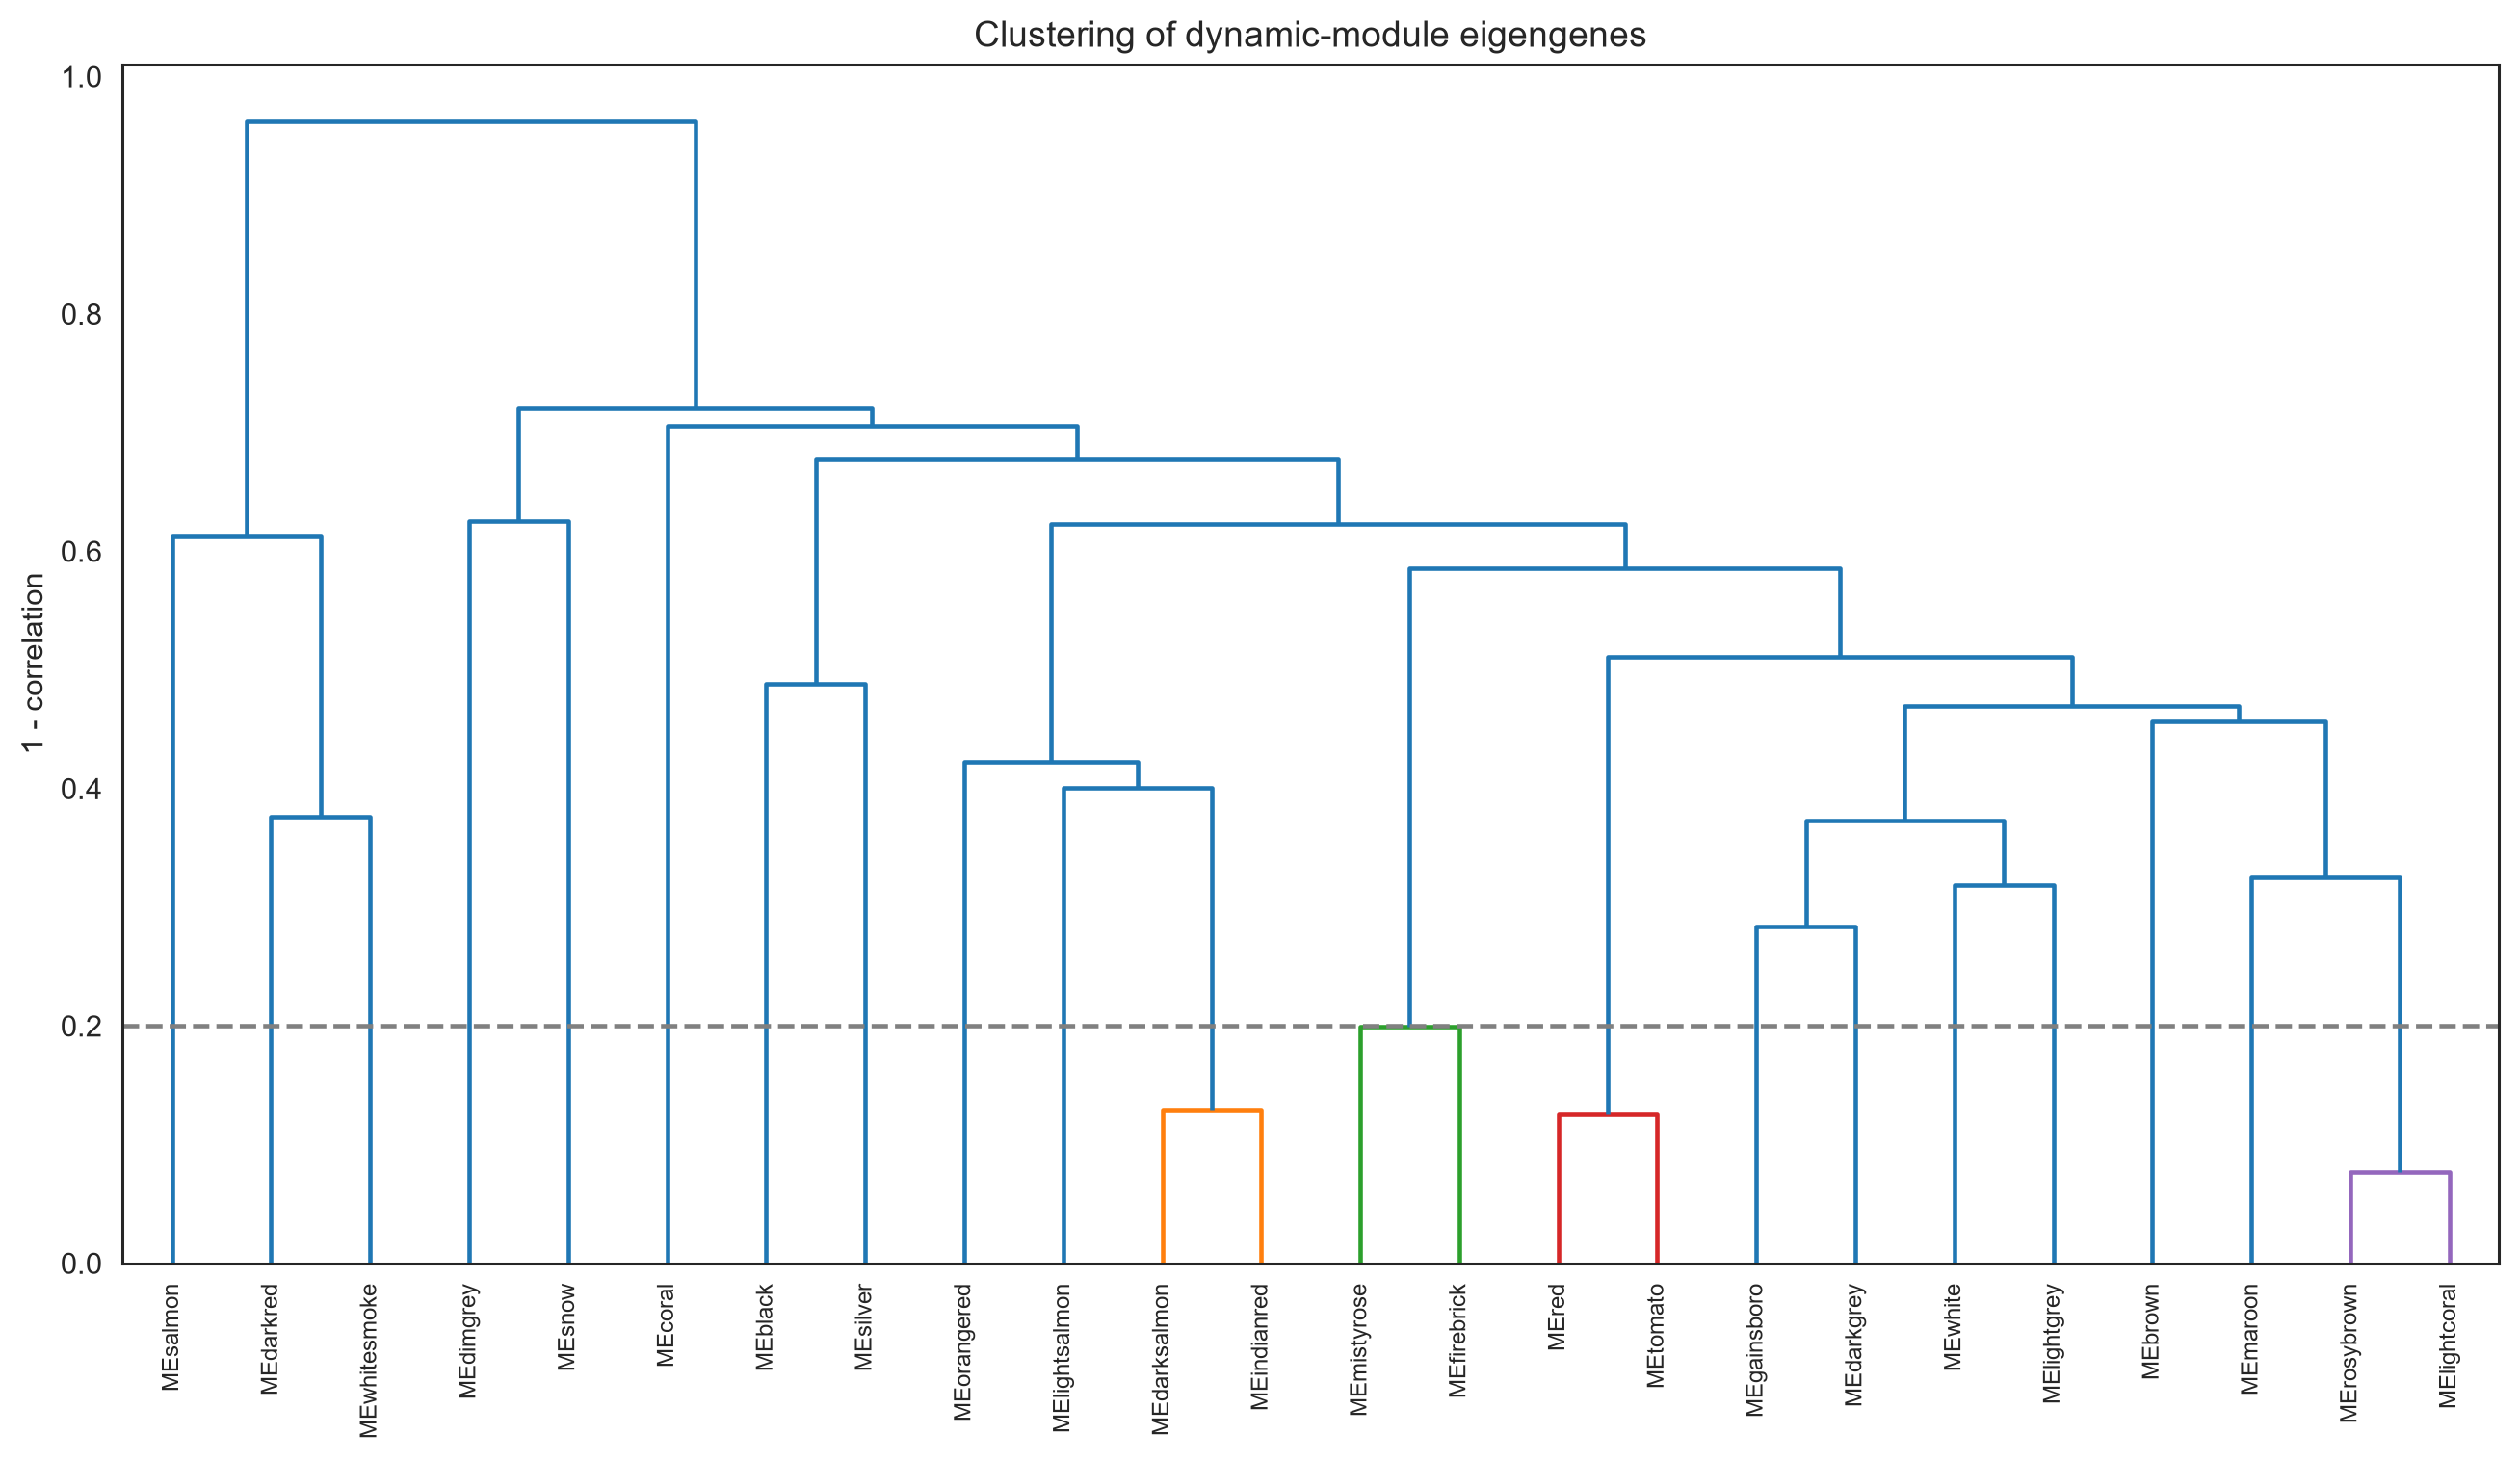 Clustering of dynamic-module eigengenes
1 - correlation
1.0
0.8
0.6
0.4
0.2
0.0
MEsalmon
MEdarkred
MEwhitesmoke
MEdimgrey
MEsnow
MEcoral
MEblack
MEsilver
MEorangered
MElightsalmon
MEdarksalmon
MEindianred
MEmistyrose
MEfirebrick
MEred
MEtomato
MEgainsboro
MEdarkgrey
MEwhite
MElightgrey
MEbrown
MEmaroon
MErosybrown
MElightcoral